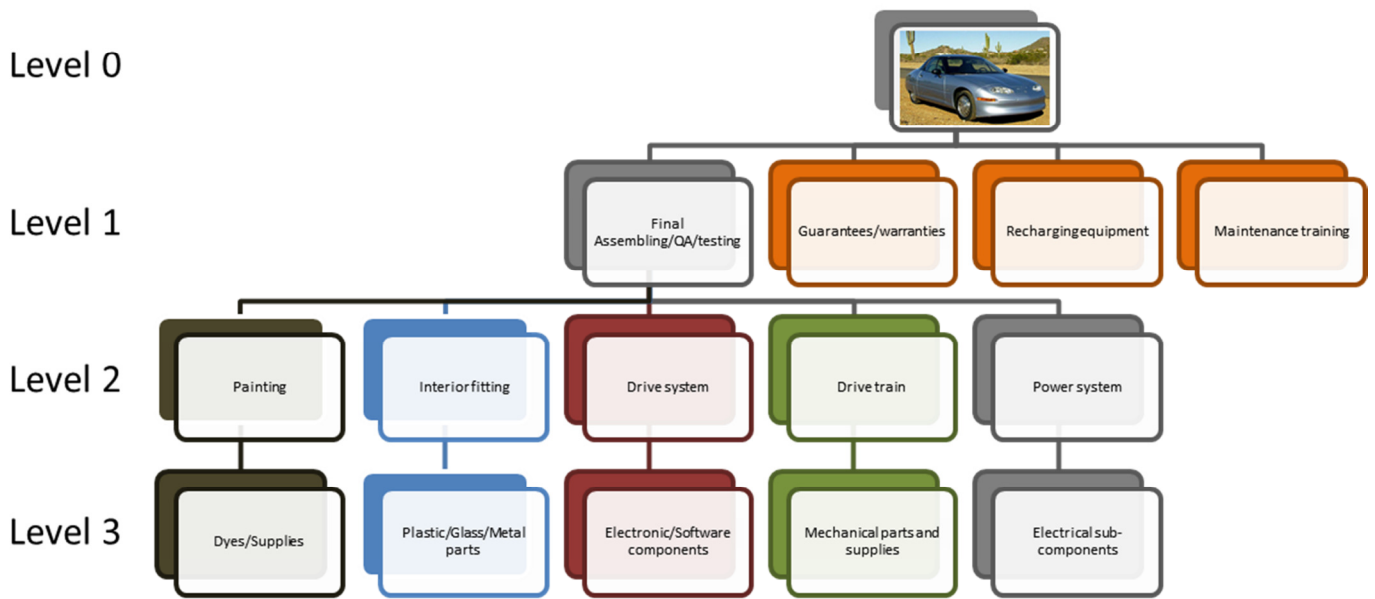 Level 0
Level 1
Final
Assembling/QA/testing
Guarantees/warranties
Recharging equipment
Maintenance training
Level 2
Painting
Interior fitting
Drive system
Drive train
Power system
Level 3
Dyes/Supplies
Plastic/Glass/Metal
parts
Electronic/Software
components
Mechanical parts and
supplies
Electrical sub-
components